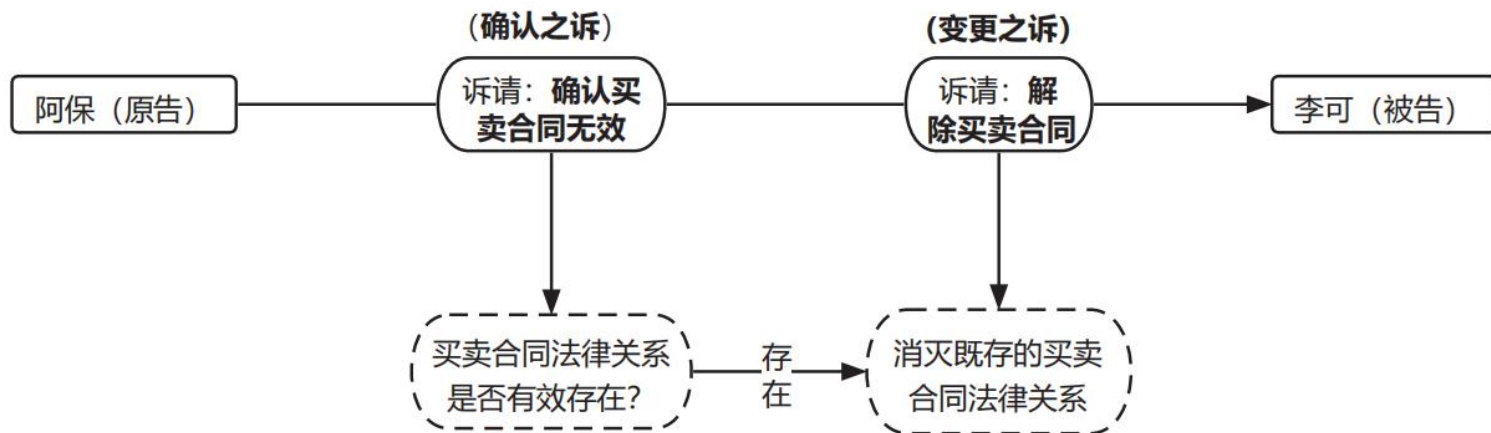 （确认之诉）
（变更之诉）
阿保（原告）
诉请：确认买
卖合同无效
诉请：解
除买卖合同
李可（被告）
买卖合同法律关系
是否有效存在？
存
在
消灭既存的买卖
合同法律关系